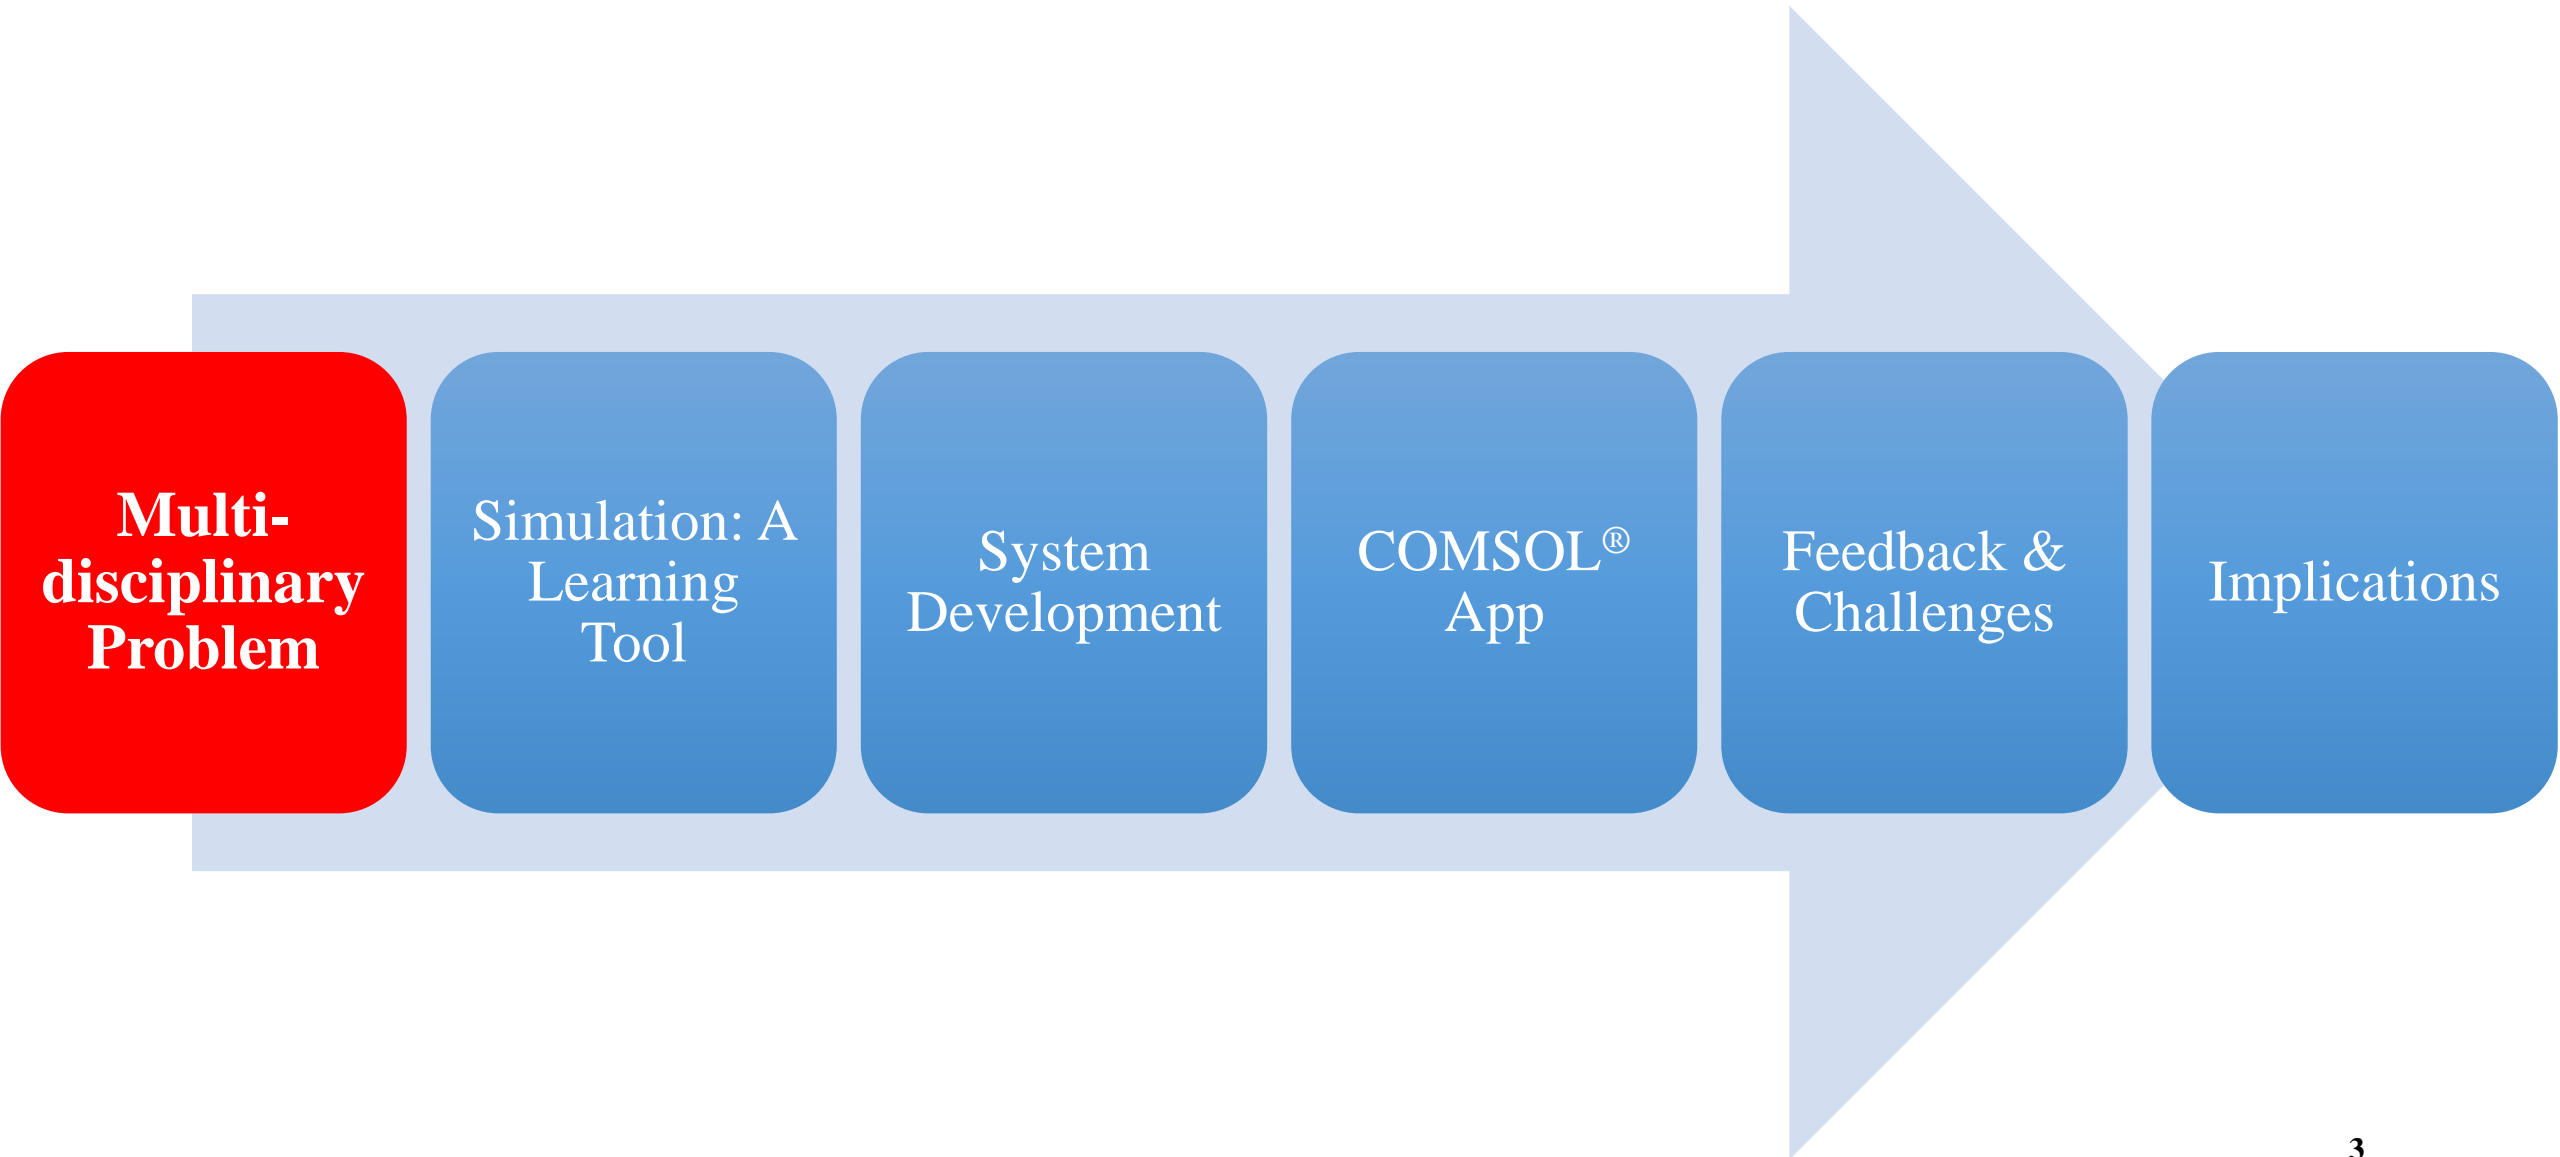 Multi-
disciplinary
Problem
Simulation: A
Learning
Tool
System
Development
COMSOL®
App
Feedback &
Challenges
Implications
3